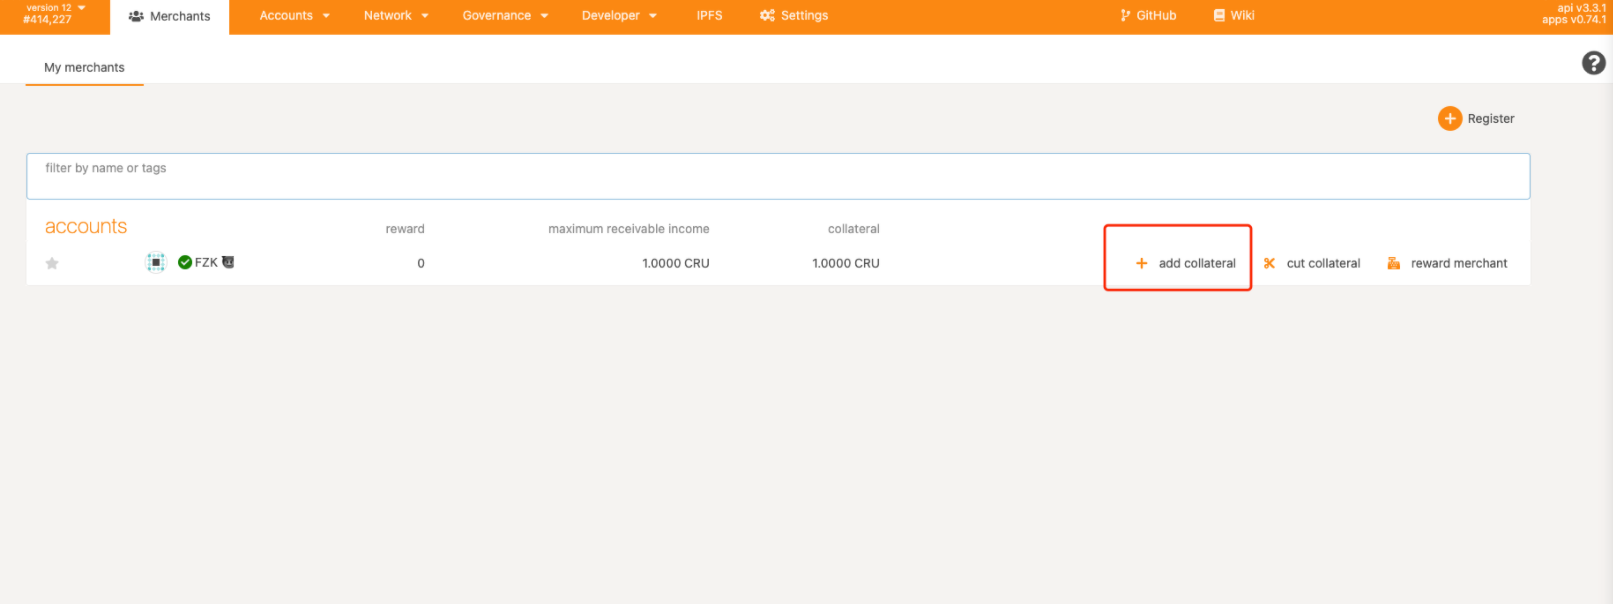 version 12
#414,227
Merchants Accounts Network Governance Developer IPFS Settings GitHub Wiki
api v3.3.1
apps v0.74.1
My merchants
Register
filter by name or tags
accounts reward maximum receivable income collateral
FZK 0 1.0000 CRU 1.0000 CRU add collateral cut collateral reward merchant